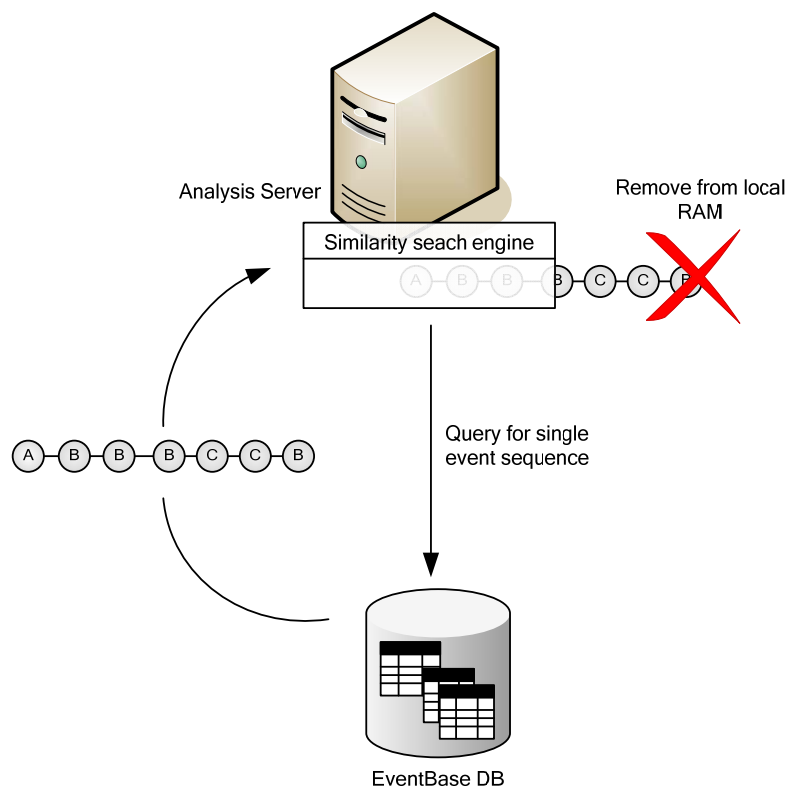 Analysis Server
Remove from local
RAM
Similarity seach engine
A B B B C C B
Query for single
event sequence
A B B B C C B
EventBase DB